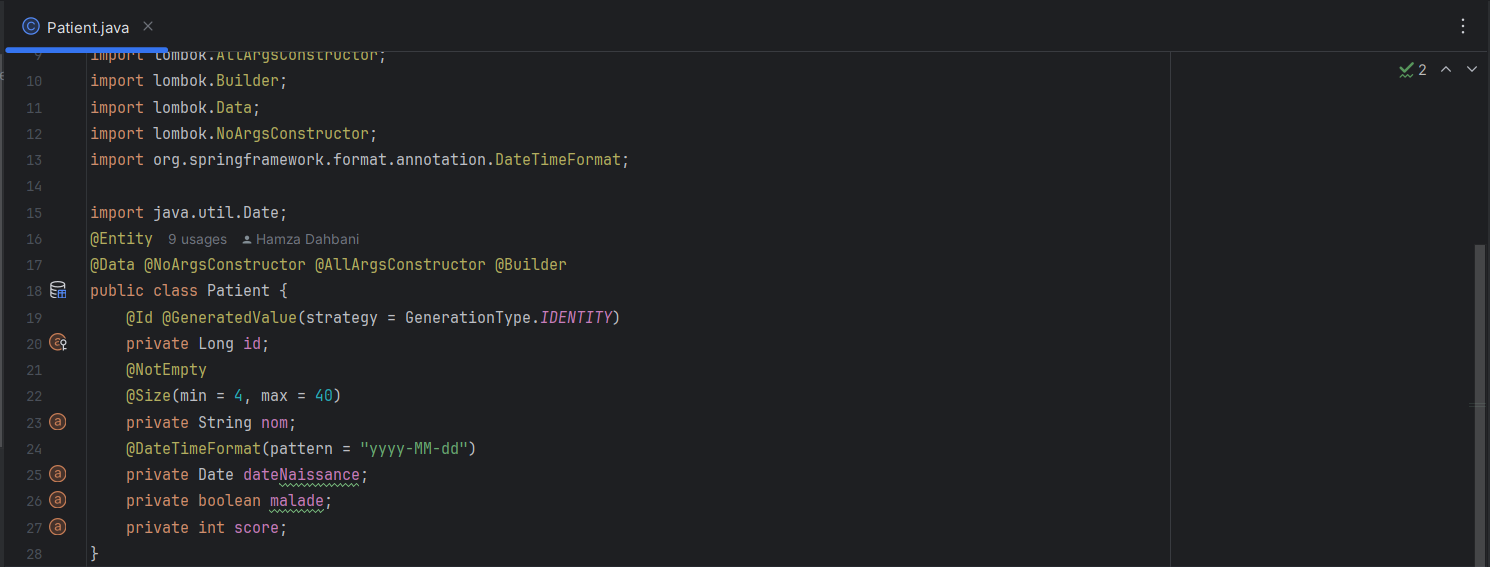 Patient.java
2
9 import lombok.AllArgsConstructor;
10 import lombok.Builder;
11 import lombok.Data;
12 import lombok.NoArgsConstructor;
13 import org.springframework.format.annotation.DateTimeFormat;
14
15 import java.util.Date;
16 @Entity 9 usages Hamza Dahbani
17 @Data @NoArgsConstructor @AllArgsConstructor @Builder
18 public class Patient {
19 @Id @GeneratedValue(strategy = GenerationType.IDENTITY)
20 private Long id;
21 @NotEmpty
22 @Size(min = 4, max = 40)
23 private String nom;
24 @DateTimeFormat(pattern = "yyyy-MM-dd")
25 private Date dateNaissance;
26 private boolean malade;
27 private int score;
28 }